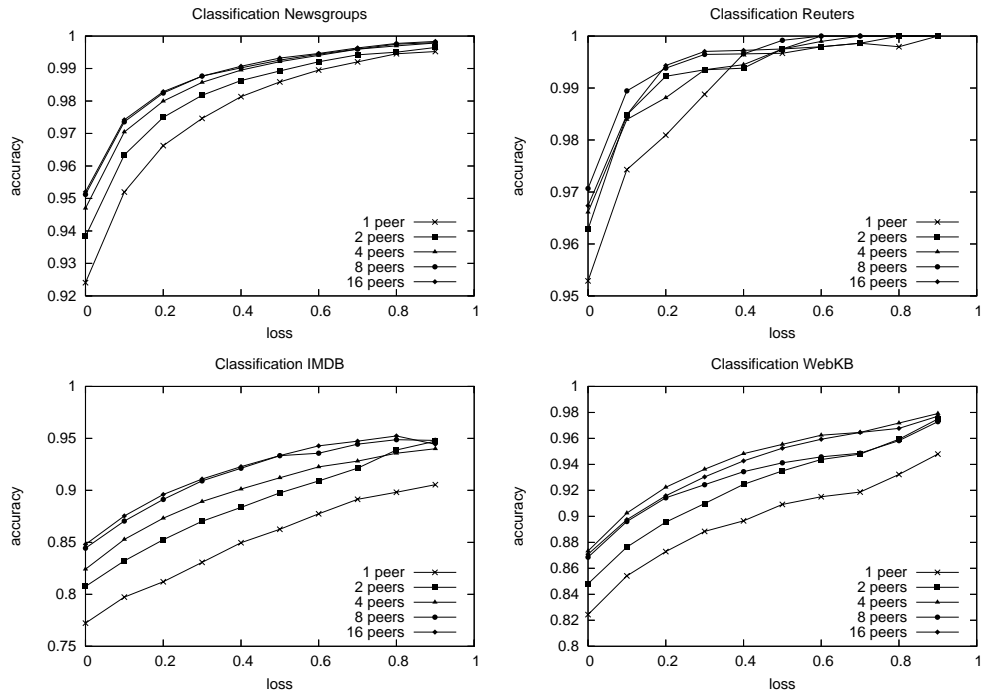 Classification Newsgroups
1
0.99
0.98
0.97
0.96
0.95
0.94
0.93
0.92
accuracy
1 peer
2 peers
4 peers
8 peers
16 peers
0 0.2 0.4 0.6 0.8 1
loss
Classification Reuters
1
0.99
0.98
0.97
0.96
0.95
accuracy
1 peer
2 peers
4 peers
8 peers
16 peers
0 0.2 0.4 0.6 0.8 1
loss
Classification IMDB
1
0.95
0.9
0.85
0.8
0.75
accuracy
1 peer
2 peers
4 peers
8 peers
16 peers
0 0.2 0.4 0.6 0.8 1
loss
Classification WebKB
1
0.98
0.96
0.94
0.92
0.9
0.88
0.86
0.84
0.82
0.8
accuracy
1 peer
2 peers
4 peers
8 peers
16 peers
0 0.2 0.4 0.6 0.8 1
loss